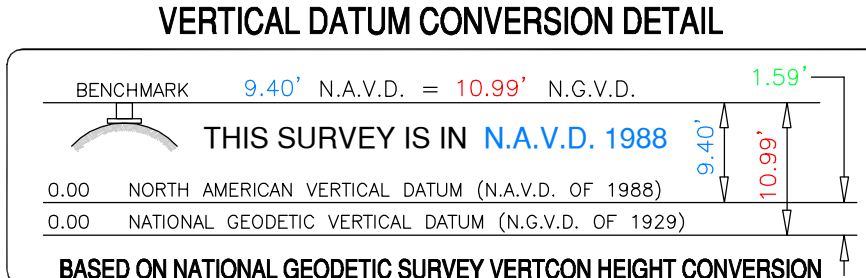 VERTICAL DATUM CONVERSION DETAIL
BENCHMARK 9.40' N.A.V.D. = 10.99' N.G.V.D. 1.59'
THIS SURVEY IS IN N.A.V.D. 1988
9.40'
10.99'
0.00 NORTH AMERICAN VERTICAL DATUM (N.A.V.D. OF 1988)
0.00 NATIONAL GEODETIC VERTICAL DATUM (N.G.V.D. OF 1929)
BASED ON NATIONAL GEODETIC SURVEY VERTCON HEIGHT CONVERSION